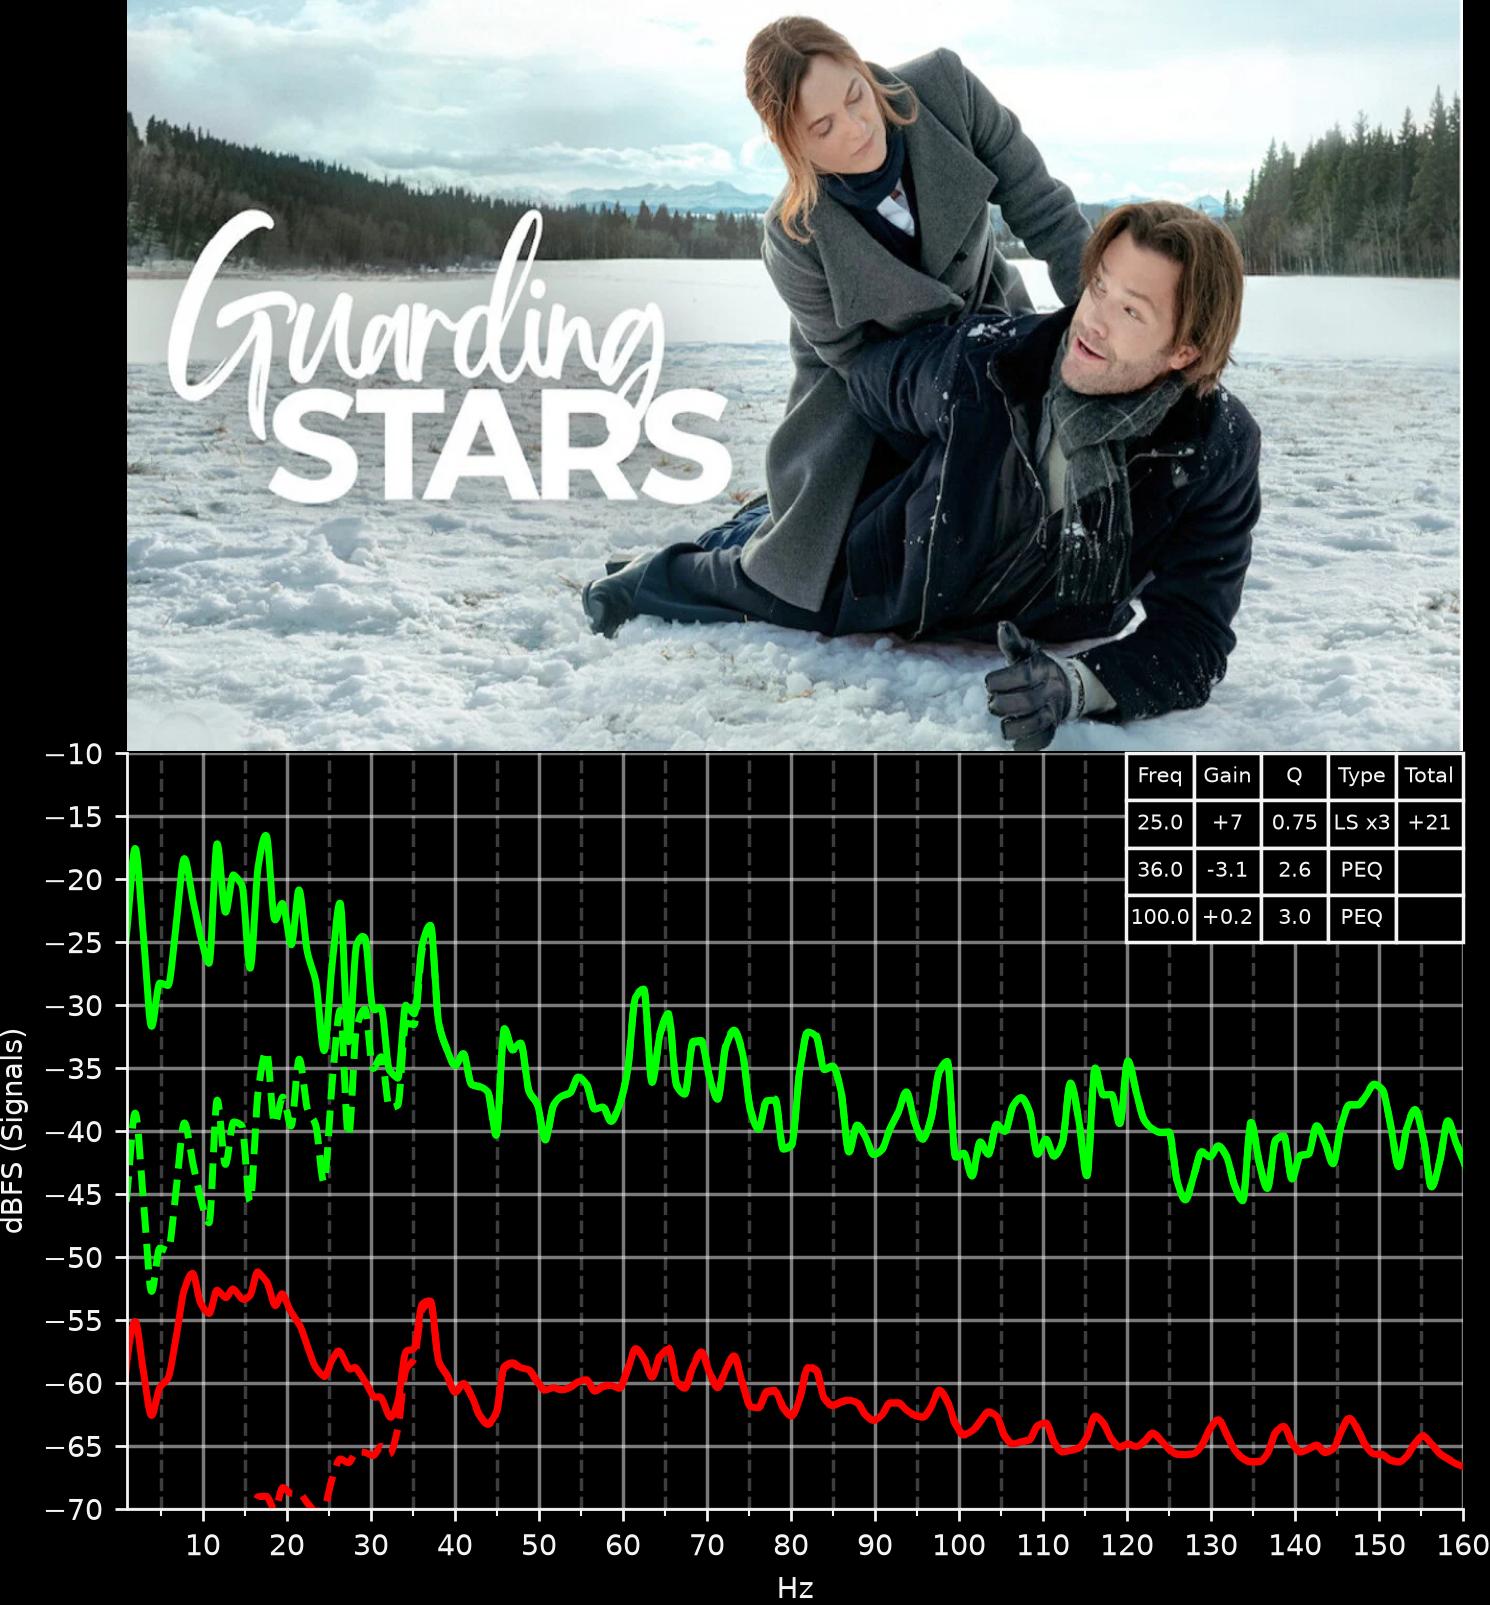 Guarding
STARS
Freq Gain Q Type Total
25.0 +7 0.75 LS x3 +21
36.0 -3.1 2.6 PEQ
100.0 +0.2 3.0 PEQ
dBFS (Signals)
−10
−15
−20
−25
−30
−35
−40
−45
−50
−55
−60
−65
−70
10 20 30 40 50 60 70 80 90 100 110 120 130 140 150 160
Hz